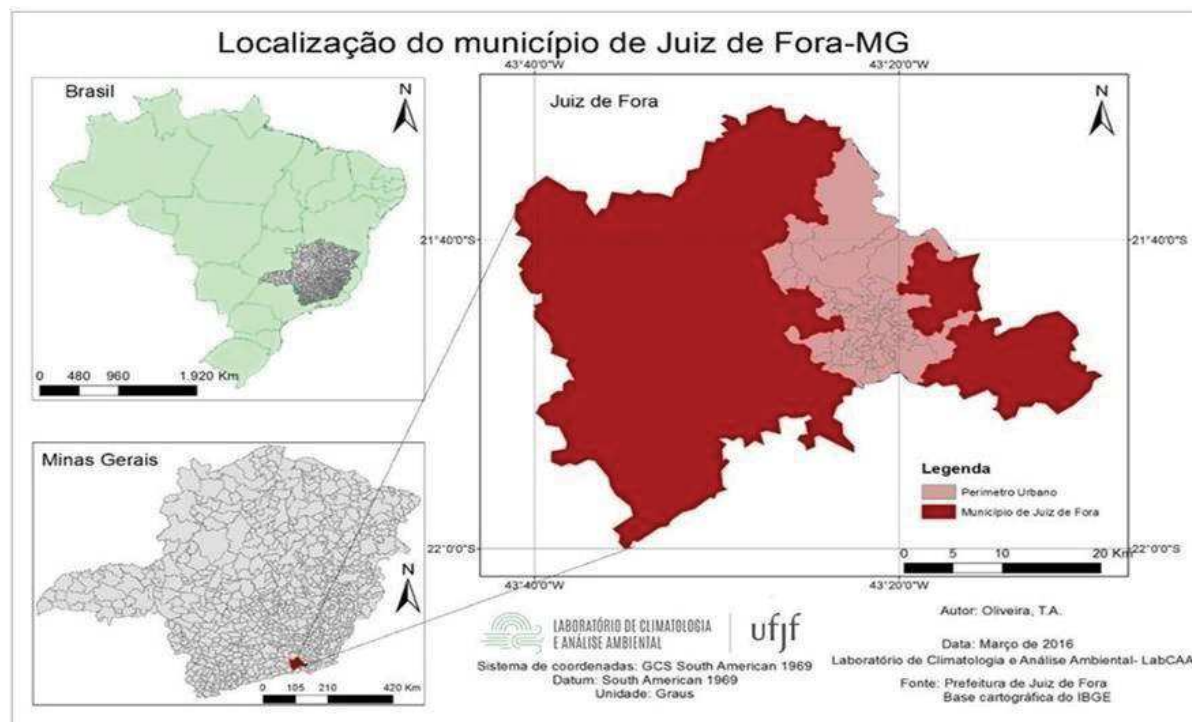 Localização do município de Juiz de Fora-MG
Brasil
N
0 480 960 1.920 Km
Minas Gerais
N
0 105 210 420 Km
43°40'0"W 43°20'0"W
Juiz de Fora
N
21°40'0"S 21°40'0"S
22°0'0"S 22°0'0"S
43°40'0"W 43°20'0"W
Legenda
Perímetro Urbano
Município de Juiz de Fora
0 5 10 20 Km
LABORATÓRIO DE CLIMATOLOGIA
E ANÁLISE AMBIENTAL
ufjf
Sistema de coordenadas: GCS South American 1969
Datum: South American 1969
Unidade: Graus
Autor: Oliveira, T.A.
Data: Março de 2016
Laboratório de Climatologia e Análise Ambiental- LabCAA
Fonte: Prefeitura de Juiz de Fora
Base cartográfica do IBGE